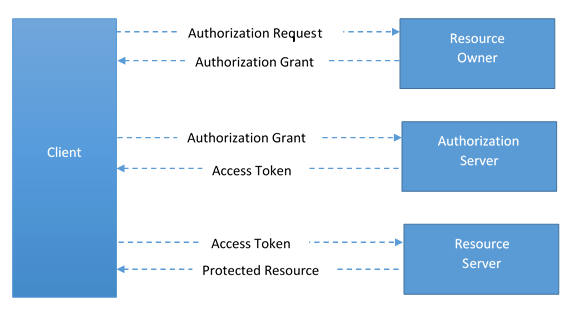 Authorization Request
Resource
Owner
Authorization Grant
Client
Authorization Grant
Authorization
Server
Access Token
Access Token
Resource
Server
Protected Resource